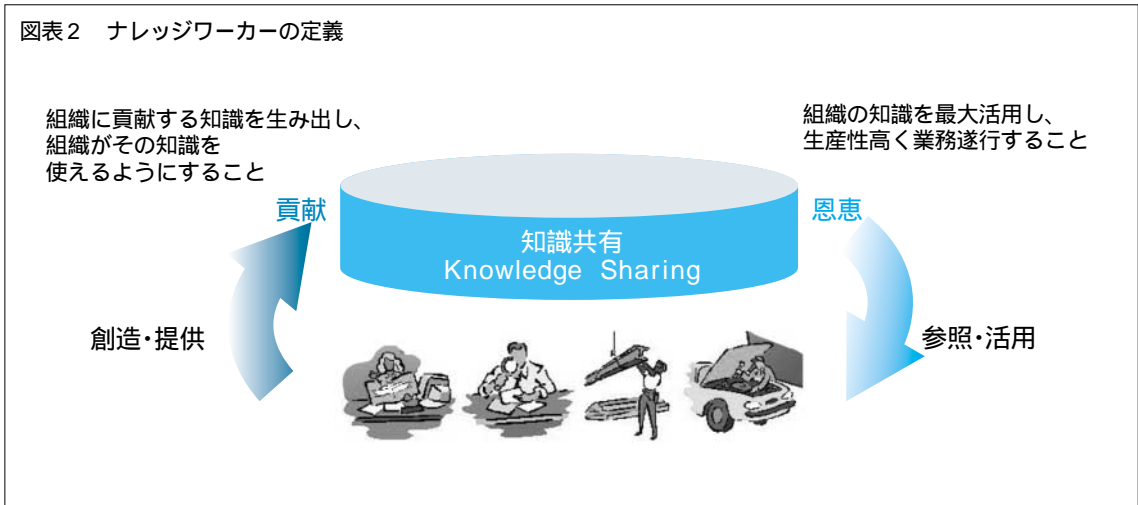 図表2 ナレッジワーカーの定義
組織に貢献する知識を生み出し、
組織がその知識を
使えるようにすること
組織の知識を最大活用し、
生産性高く業務遂行すること
貢献
恩恵
知識共有
Knowledge Sharing
創造・提供
参照・活用